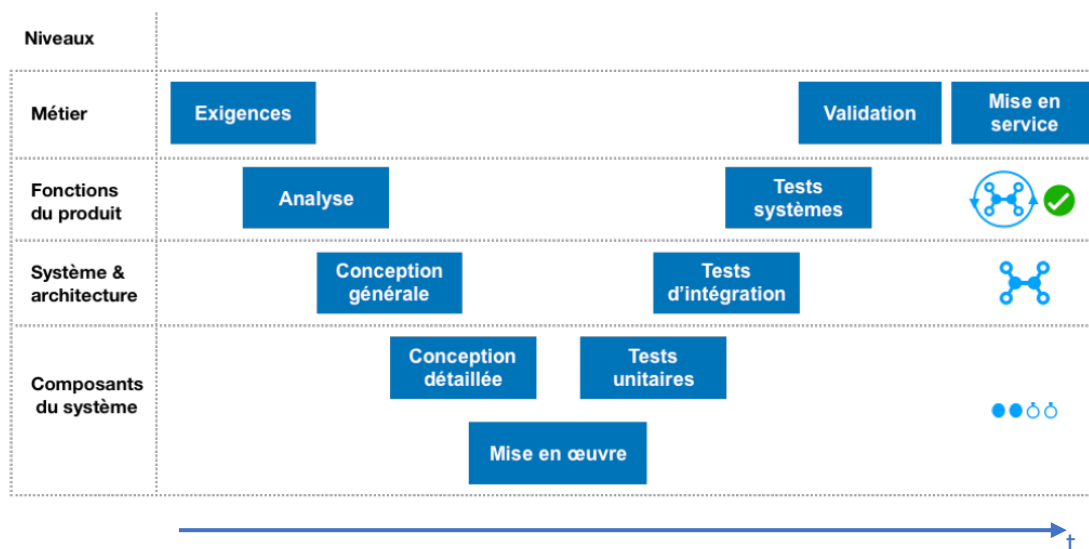 Niveaux
Métier
Exigences
Validation
Mise en
service
Fonctions
du produit
Analyse
Tests
systèmes
Système &
architecture
Conception
générale
Tests
d'intégration
Composants
du système
Conception
détaillée
Tests
unitaires
Mise en œuvre
t